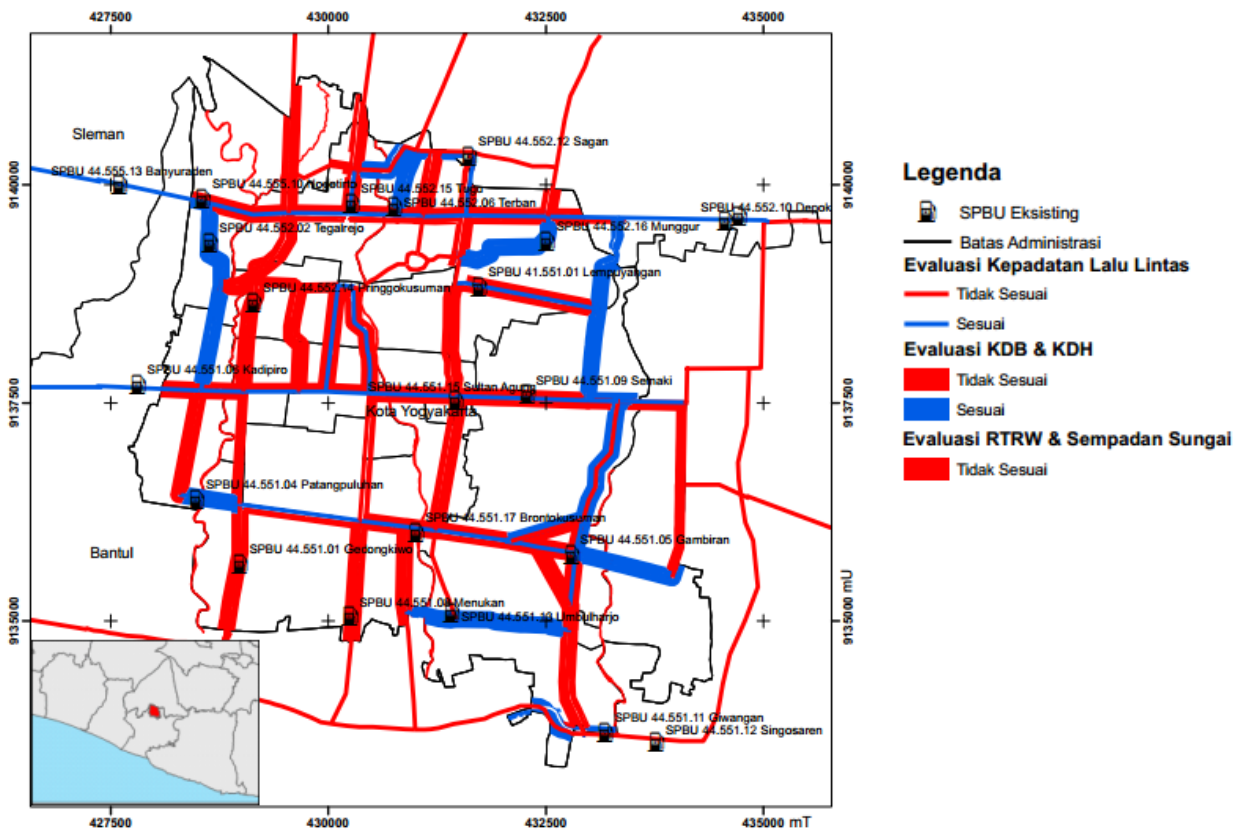 427500 430000 432500 435000
Sleman
SPBU 44.552.12 Sagan
SPBU 44.555.13 Banyuraden
SPBU 44.555.10 Nogotirto
SPBU 44.552.15 Tugu
SPBU 44.552.06 Terban
SPBU 44.552.10 Depok
SPBU 44.552.02 Tegalrejo
SPBU 44.552.16 Munggur
SPBU 41.551.01 Lempuyangan
SPBU 44.552.14 Pringgokusuman
SPBU 44.551.06 Kadipiro
SPBU 44.551.15 Sultan Agung
SPBU 44.551.09 Semaki
Kota Yogyakarta
SPBU 44.551.04 Patangpuluhan
SPBU 44.551.17 Brontokusuman
SPBU 44.551.05 Gambiran
Bantul
SPBU 44.551.01 Gedongkiwo
SPBU 44.551.08 Menukan
SPBU 44.551.13 Umbulharjo
SPBU 44.551.11 Giwangan
SPBU 44.551.12 Singosaren
9140000
9137500
9135000
9140000
9137500
9135000 mU
427500 430000 432500 435000 mT
Legenda
SPBU Eksisting
Batas Administrasi
Evaluasi Kepadatan Lalu Lintas
Tidak Sesuai
Sesuai
Evaluasi KDB & KDH
Tidak Sesuai
Sesuai
Evaluasi RTRW & Sempadan Sungai
Tidak Sesuai